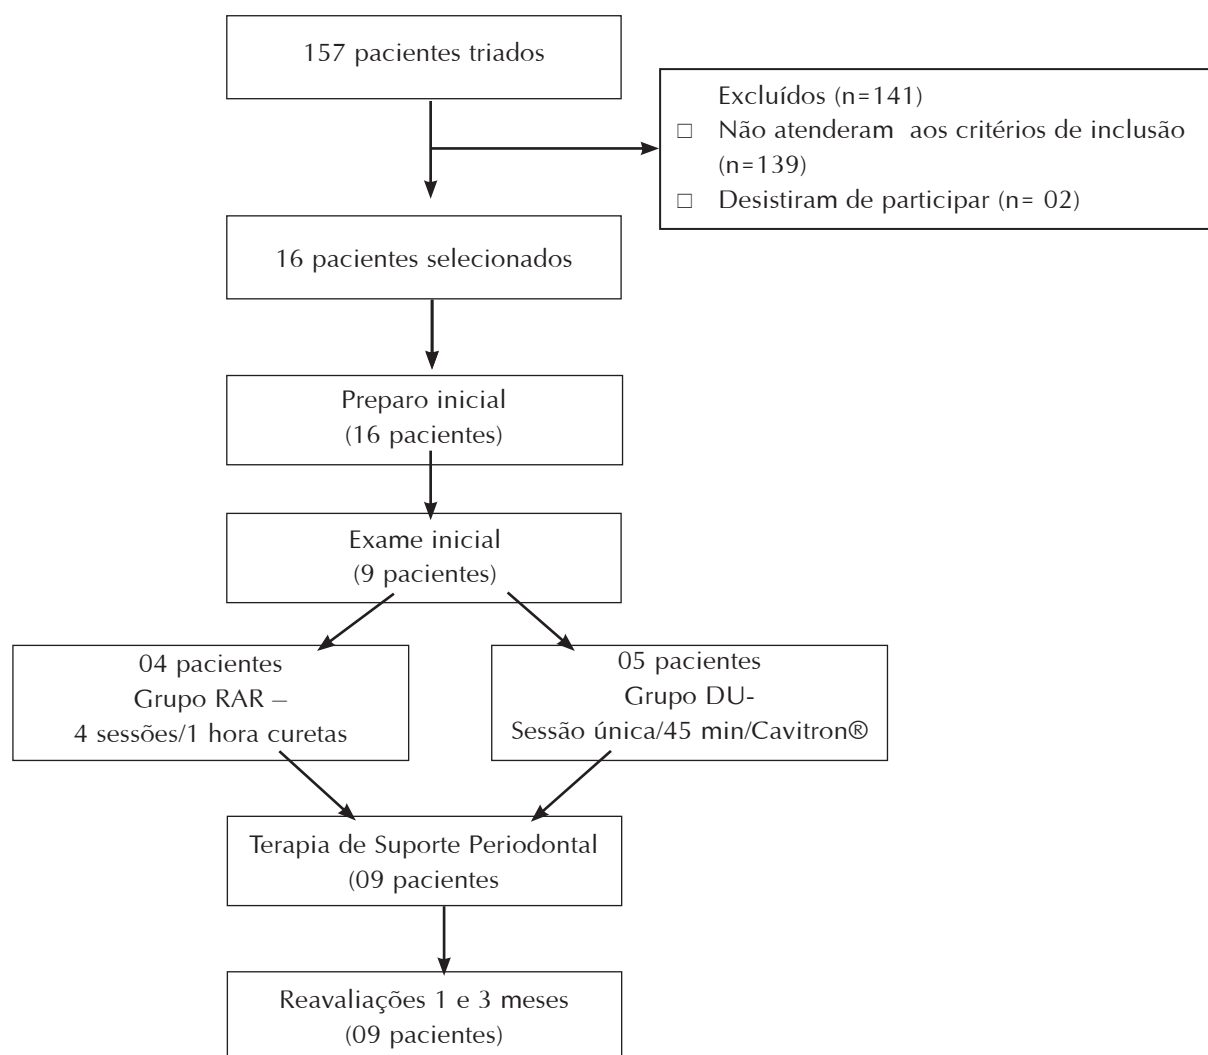 157 pacientes triados
Excluídos (n=141)
□ Não atenderam aos critérios de inclusão
(n=139)
□ Desistiram de participar (n= 02)
16 pacientes selecionados
Preparo inicial
(16 pacientes)
Exame inicial
(9 pacientes)
04 pacientes
Grupo RAR –
4 sessões/1 hora curetas
05 pacientes
Grupo DU-
Sessão única/45 min/Cavitron®
Terapia de Suporte Periodontal
(09 pacientes
Reavaliações 1 e 3 meses
(09 pacientes)